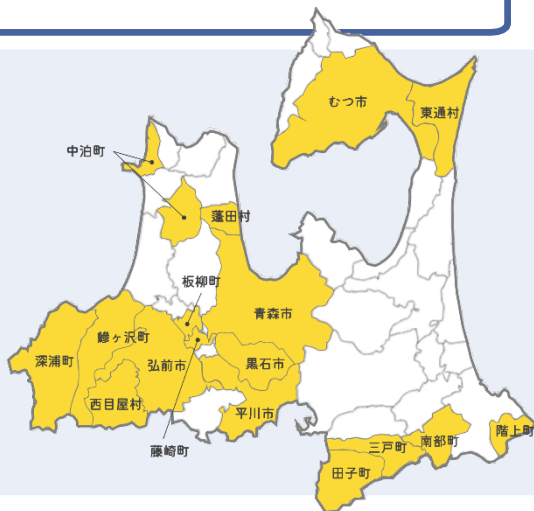 むつ市
東通村
中泊町
蓬田村
板柳町
青森市
鰺ヶ沢町
深浦町
弘前市
黒石市
西目屋村
平川市
藤崎町
階上町
南部町
三戸町
田子町